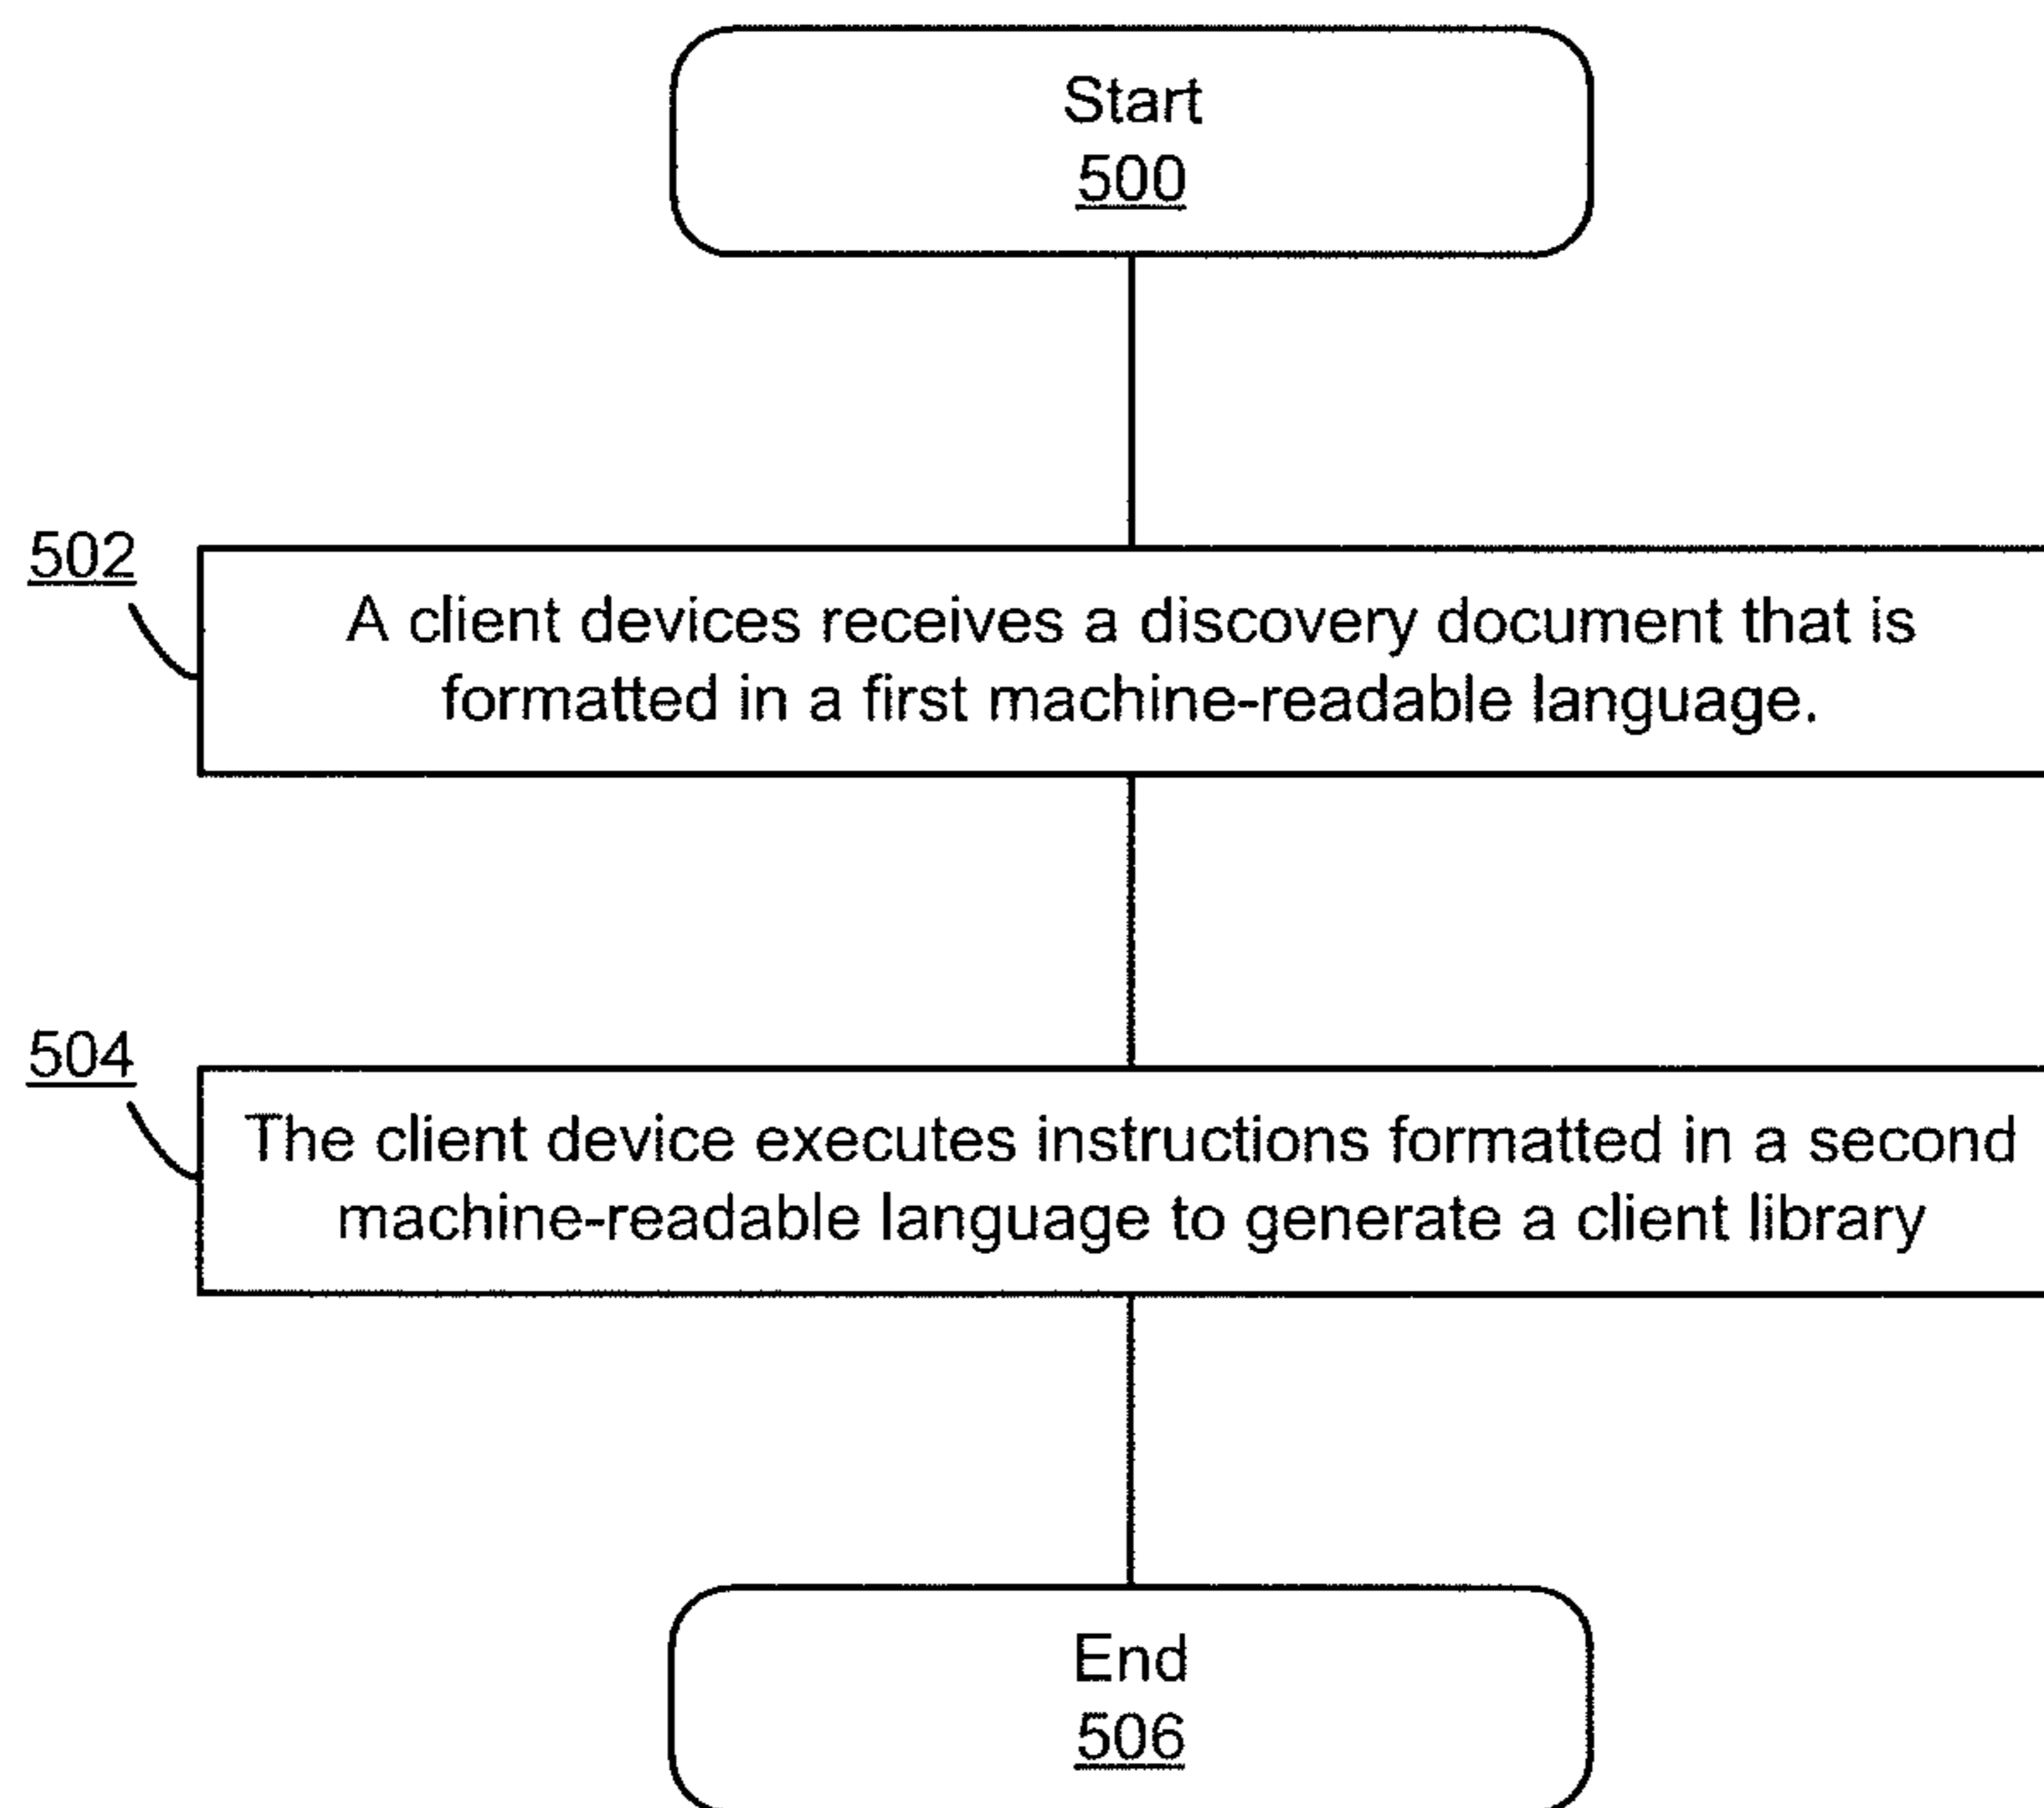 Start
500
502
A client devices receives a discovery document that is
formatted in a first machine-readable language.
504
The client device executes instructions formatted in a second
machine-readable language to generate a client library
End
506